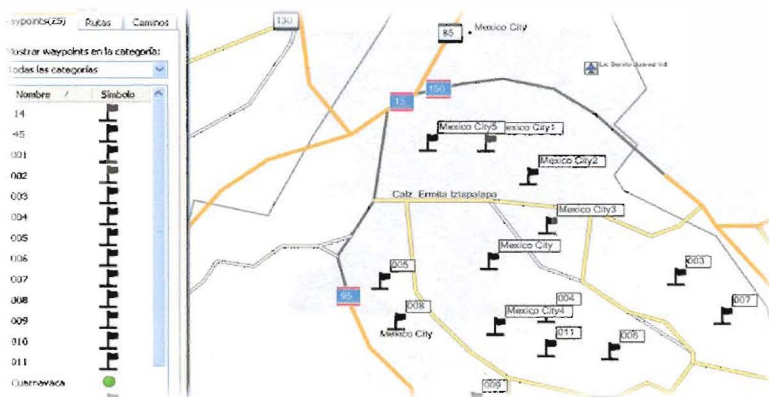 aypoints(25) Rutas Caminos
Mostrar waypoints en la categoría:
Todas las categorías
Nombre / Símbolo
14
45
001
002
003
004
005
006
007
008
009
010
011
Cuernavaca
130
85 Mexico City
150
15
Mexico City5 exico City1
Mexico City2
Calz Ermita Iztapalapa
Mexico City3
Mexico City
005
003
95
008
004
007
Mexico City4
Mexico City
011
006
009